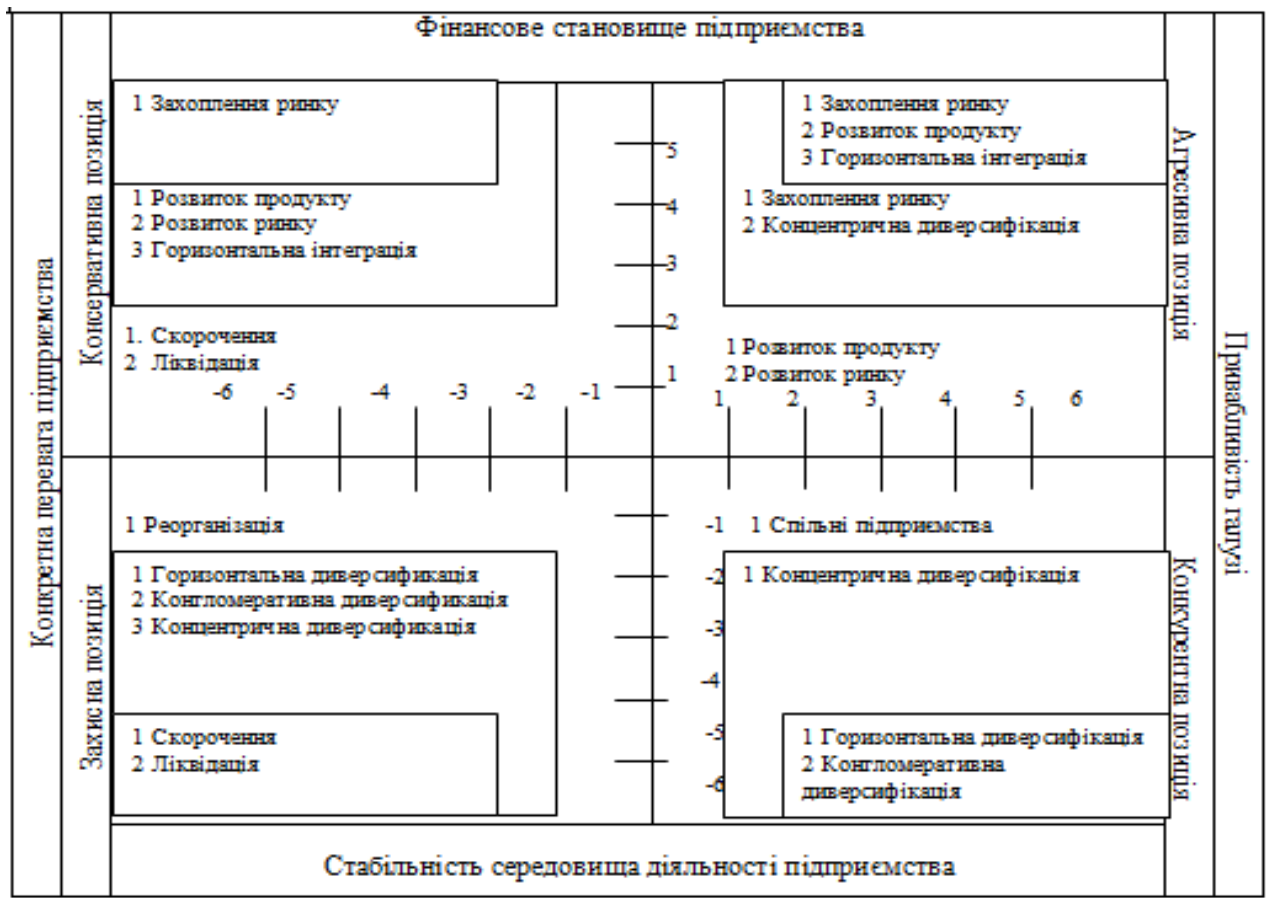 Фінансове становище підприємства
Конкретна перевага підприємства
Консервативна позиція
1 Захоплення ринку
1 Розвиток продукту
2 Розвиток ринку
3 Горизонтальна інтеграція
1. Скорочення
2 Ліквідація
5
4
3
2
1
1 Захоплення ринку
2 Розвиток продукту
3 Горизонтальна інтеграція
1 Захоплення ринку
2 Концентрична диверсифікація
1 Розвиток продукту
2 Розвиток ринку
Агресивна позиція
Привабливість галузі
-6 -5 -4 -3 -2 -1
1 2 3 4 5 6
Захисна позиція
1 Реорганізація
1 Горизонтальна диверсификація
2 Конгломеративна диверсификація
3 Концентрична диверсификація
1 Скорочення
2 Ліквідація
-1
-2
-3
-4
-5
-6
1 Спільні підприємства
1 Концентрична диверсифікація
1 Горизонтальна диверсифікація
2 Конгломеративна
диверсифікація
Конкурентна позиція
Стабільність середовища діяльності підприємства